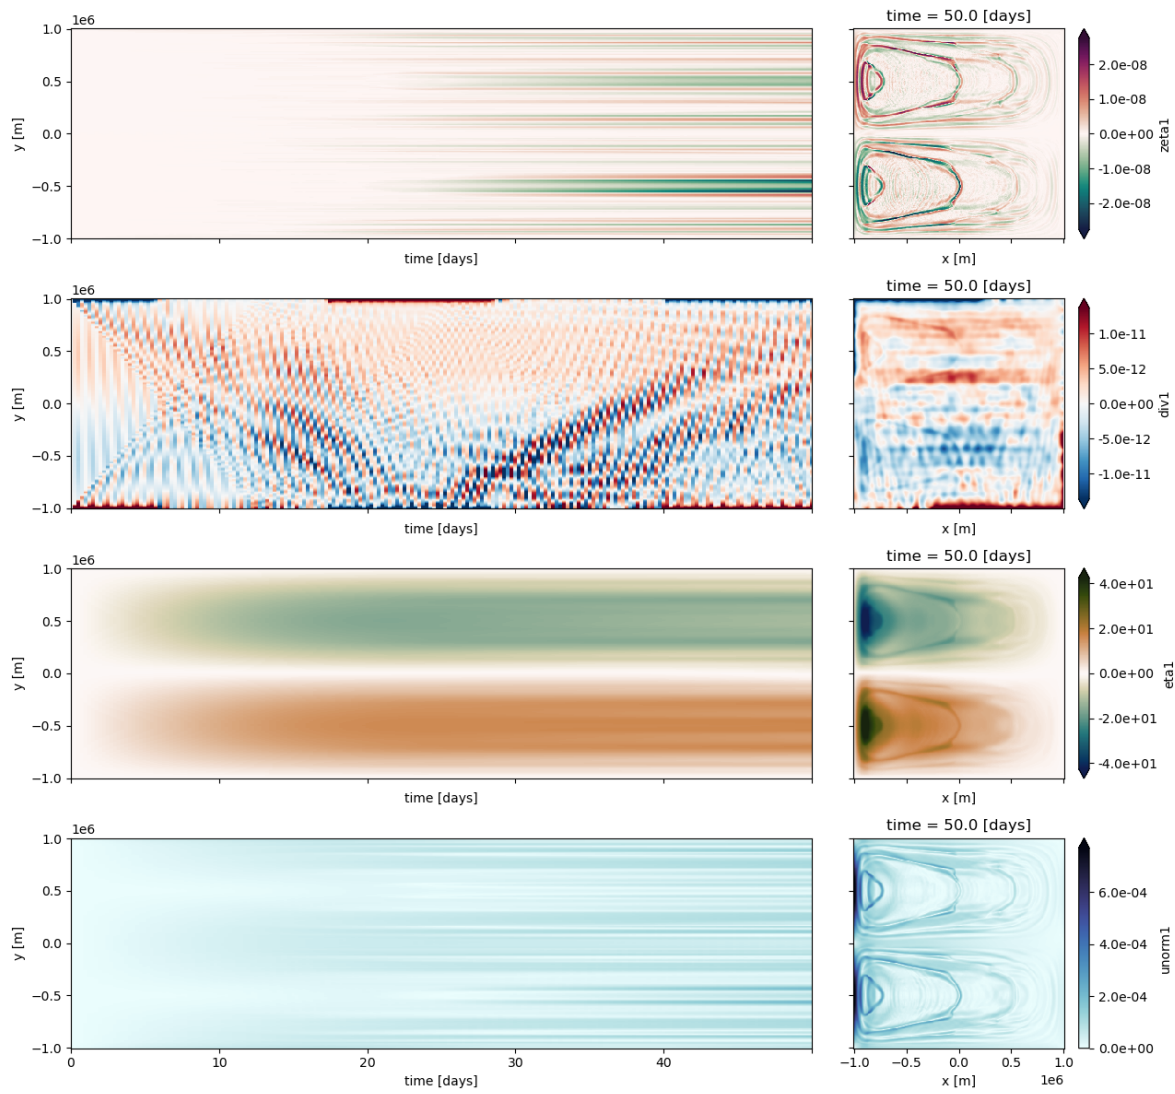 1e6
time = 50.0 [days]
1.0
0.5
0.0
−0.5
−1.0
y [m]
time [days]
x [m]
2.0e-08
1.0e-08
0.0e+00
−1.0e-08
−2.0e-08
zeta1
1e6
time = 50.0 [days]
1.0
0.5
0.0
−0.5
−1.0
y [m]
time [days]
x [m]
1.0e-11
5.0e-12
0.0e+00
−5.0e-12
−1.0e-11
div1
1e6
time = 50.0 [days]
1.0
0.5
0.0
−0.5
−1.0
y [m]
time [days]
x [m]
4.0e+01
2.0e+01
0.0e+00
−2.0e+01
−4.0e+01
eta1
1e6
time = 50.0 [days]
1.0
0.5
0.0
−0.5
−1.0
y [m]
0 10 20 30 40
time [days]
−1.0 −0.5 0.0 0.5 1.0
x [m]
1e6
6.0e-04
4.0e-04
2.0e-04
0.0e+00
unorm1